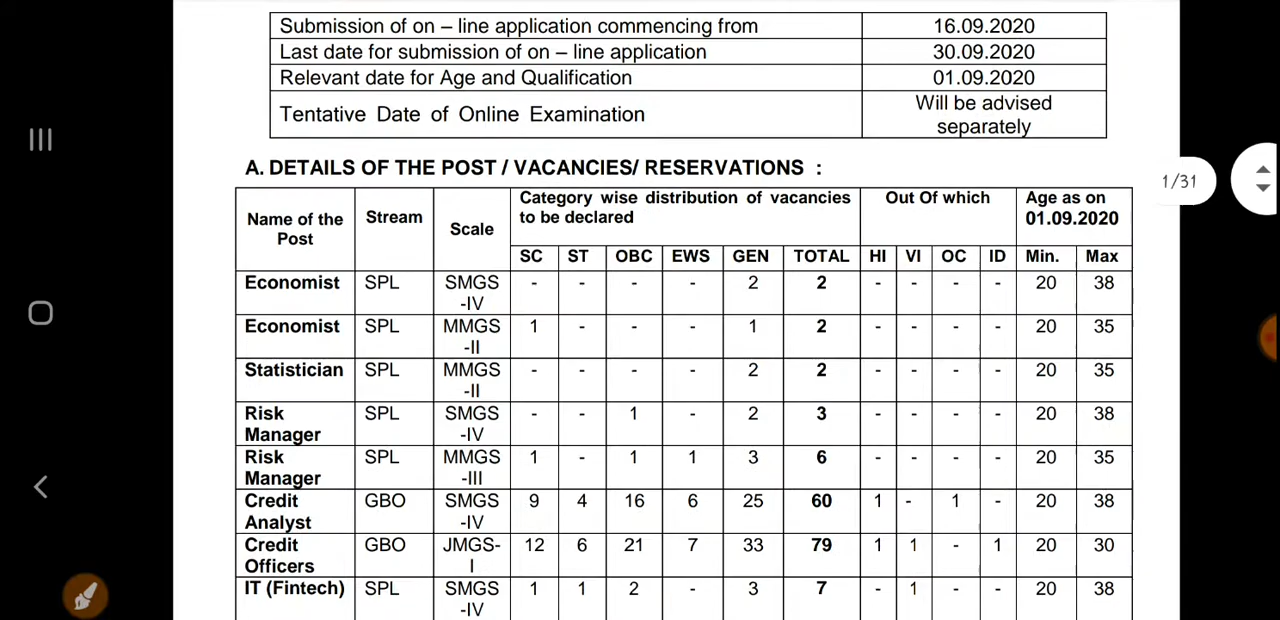 Submission of on – line application commencing from 16.09.2020
Last date for submission of on – line application 30.09.2020
Relevant date for Age and Qualification 01.09.2020
Tentative Date of Online Examination Will be advised
separately
A. DETAILS OF THE POST / VACANCIES/ RESERVATIONS :
1/31
Name of the Post Stream Scale Category wise distribution of vacancies to be declared Out Of which Age as on 01.09.2020
SC ST OBC EWS GEN TOTAL HI VI OC ID Min. Max
Economist SPL SMGS -IV - - - - 2 2 - - - - 20 38
Economist SPL MMGS -II 1 - - - 1 2 - - - - 20 35
Statistician SPL MMGS -II - - - - 2 2 - - - - 20 35
Risk Manager SPL SMGS -IV - - 1 - 2 3 - - - - 20 38
Risk Manager SPL MMGS -III 1 - 1 1 3 6 - - - - 20 35
Credit Analyst GBO SMGS -IV 9 4 16 6 25 60 1 - 1 - 20 38
Credit Officers GBO JMGS- I 12 6 21 7 33 79 1 1 - 1 20 30
IT (Fintech) SPL SMGS -IV 1 1 2 - 3 7 - 1 - - 20 38